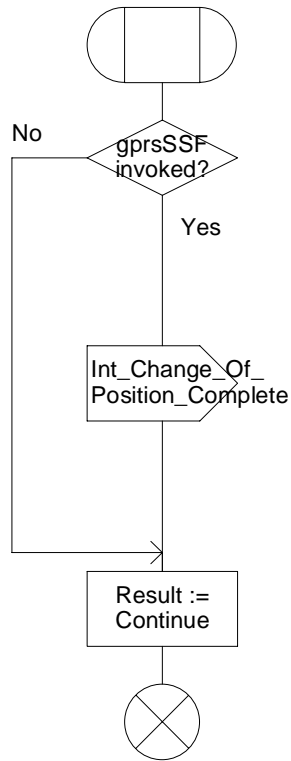 No
gprsSSF
invoked?
Yes
Int_Change_Of_
Position_Complete
Result :=
Continue